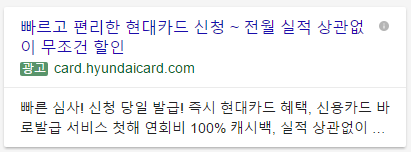 빠르고 편리한 현대카드 신청 ~ 전월 실적 상관없
이 무조건 할인
광고 card.hyundaicard.com
빠른 심사! 신청 당일 발급! 즉시 현대카드 혜택, 신용카드 바
로발급 서비스 첫해 연회비 100% 캐시백, 실적 상관없이 ...